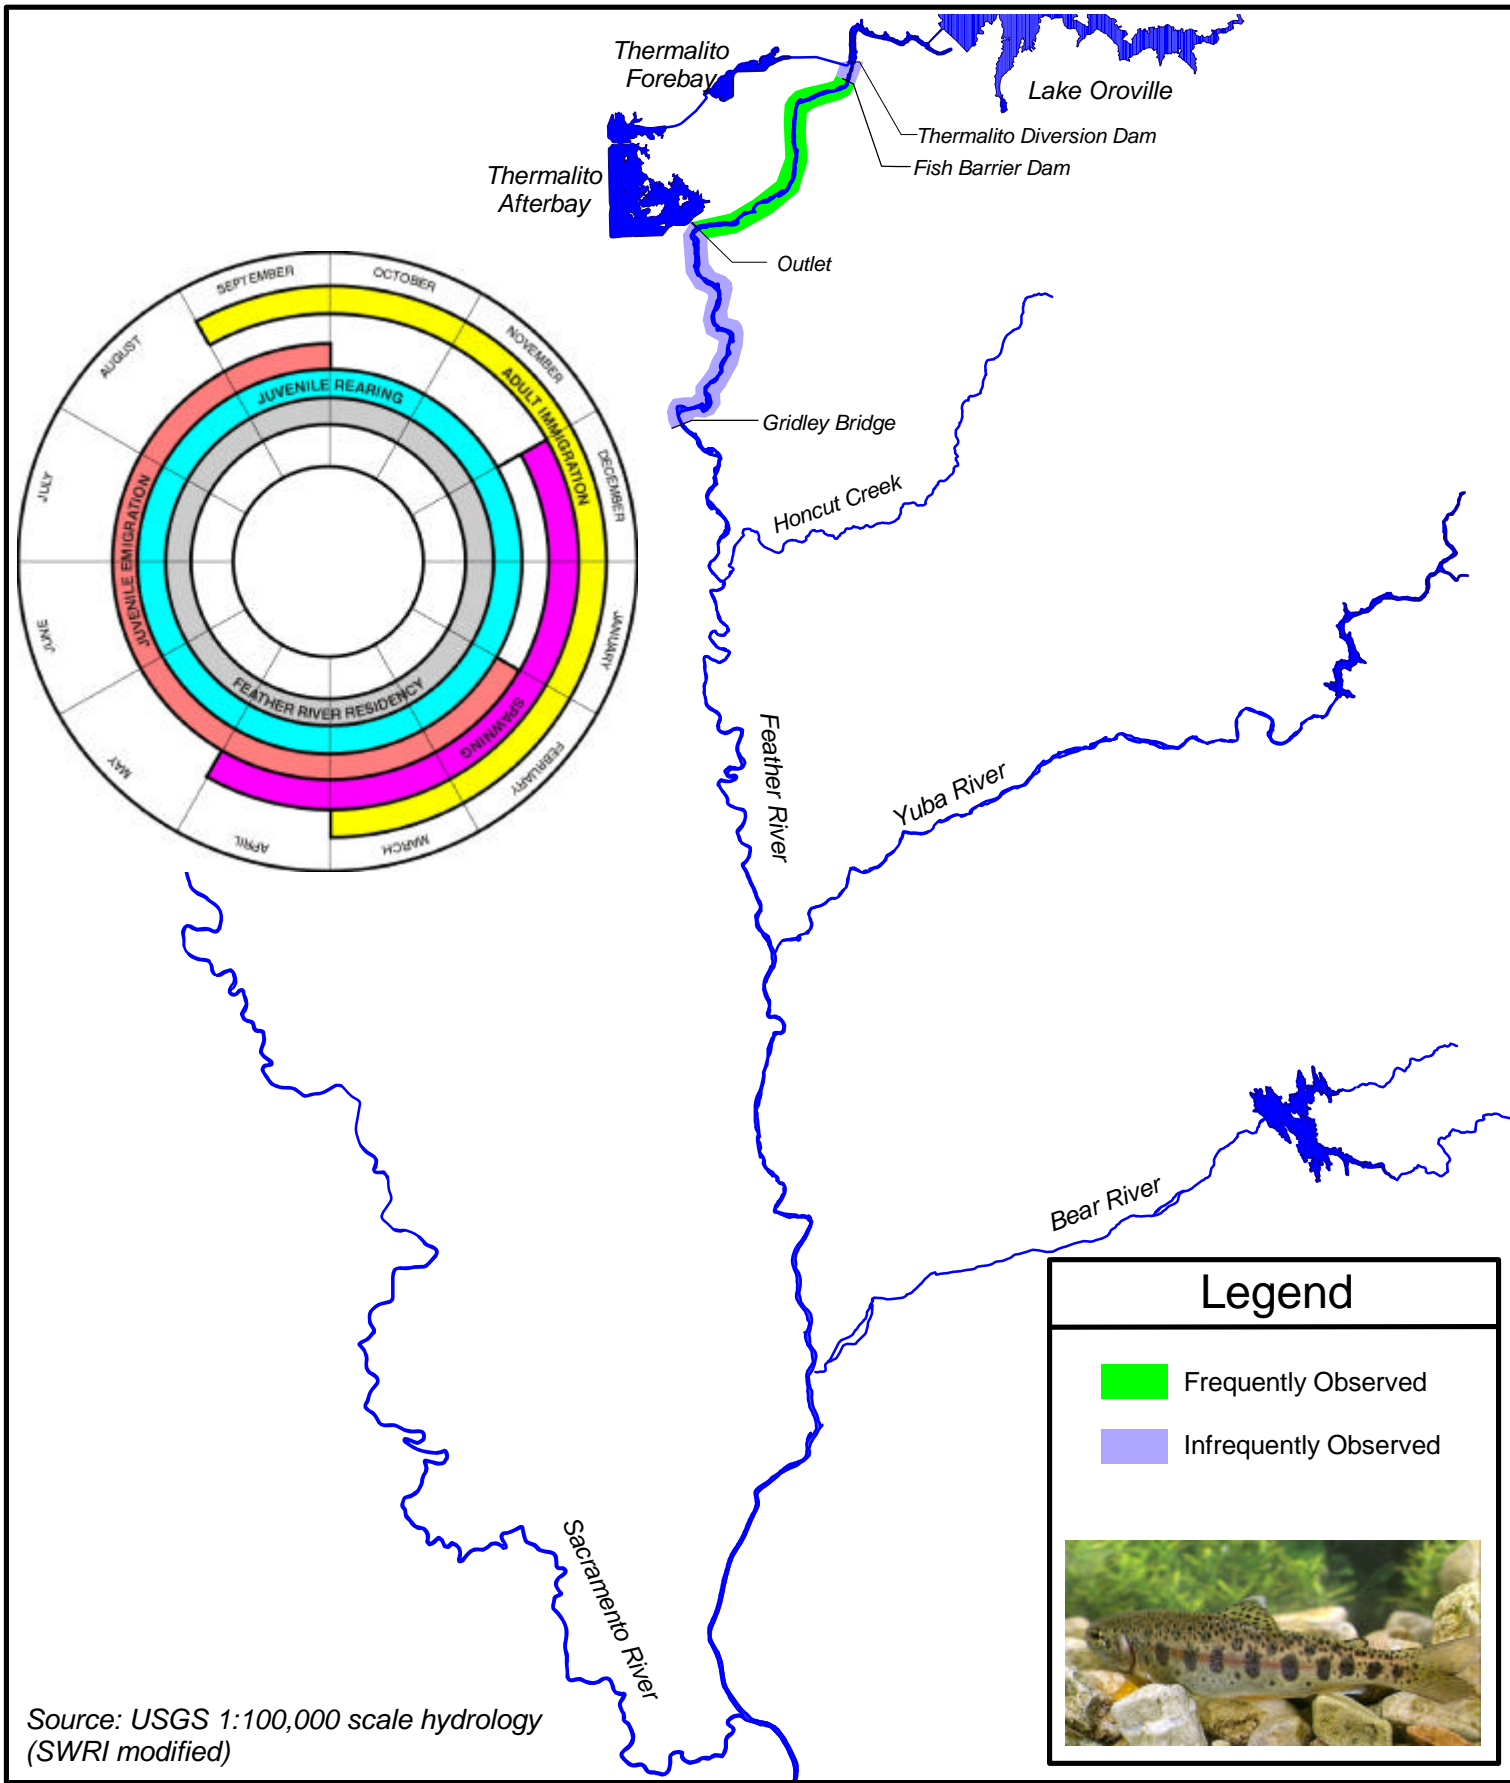 Thermalito
Forebay
Lake Oroville
Thermalito Diversion Dam
Fish Barrier Dam
Thermalito
Afterbay
Outlet
Gridley Bridge
Honcut Creek
SEPTEMBER
OCTOBER
NOVEMBER
DECEMBER
JANUARY
FEBRUARY
MARCH
APRIL
MAY
JUNE
JULY
AUGUST
ADULT IMMIGRATION
JUVENILE REARING
JUVENILE EMIGRATION
FEATHER RIVER RESIDENCY
SPAWNING
Feather River
Yuba River
Bear River
Sacramento River
Legend
Frequently Observed
Infrequently Observed
Source: USGS 1:100,000 scale hydrology
(SWRI modified)